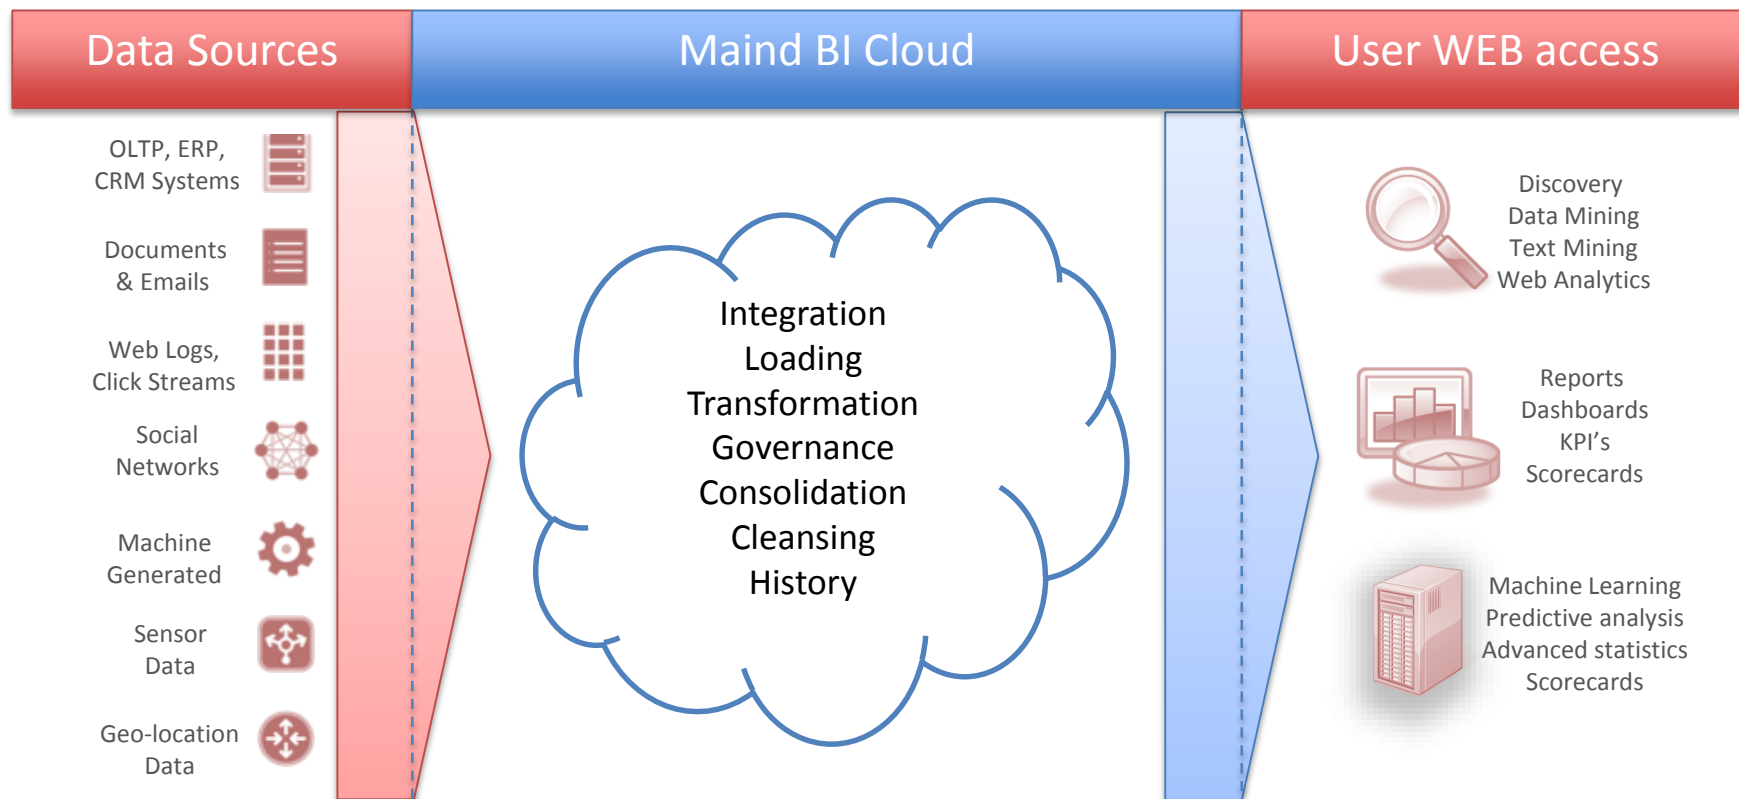 Data Sources
Maind BI Cloud
User WEB access
OLTP, ERP,
CRM Systems
Documents
& Emails
Web Logs,
Click Streams
Social
Networks
Machine
Generated
Sensor
Data
Geo-location
Data
Integration
Loading
Transformation
Governance
Consolidation
Cleansing
History
Discovery
Data Mining
Text Mining
Web Analytics
Reports
Dashboards
KPI’s
Scorecards
Machine Learning
Predictive analysis
Advanced statistics
Scorecards